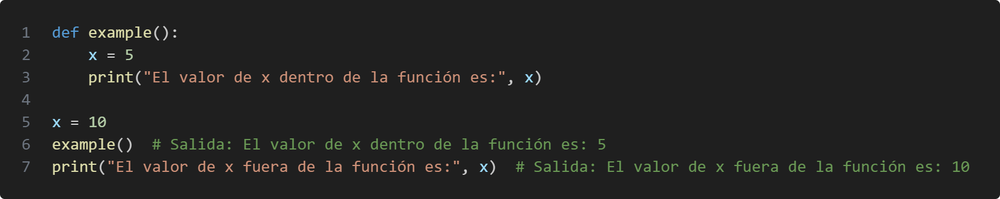 1 def example():
2     x = 5
3     print("El valor de x dentro de la función es:", x)
4
5 x = 10
6 example()  # Salida: El valor de x dentro de la función es: 5
7 print("El valor de x fuera de la función es:", x)  # Salida: El valor de x fuera de la función es: 10